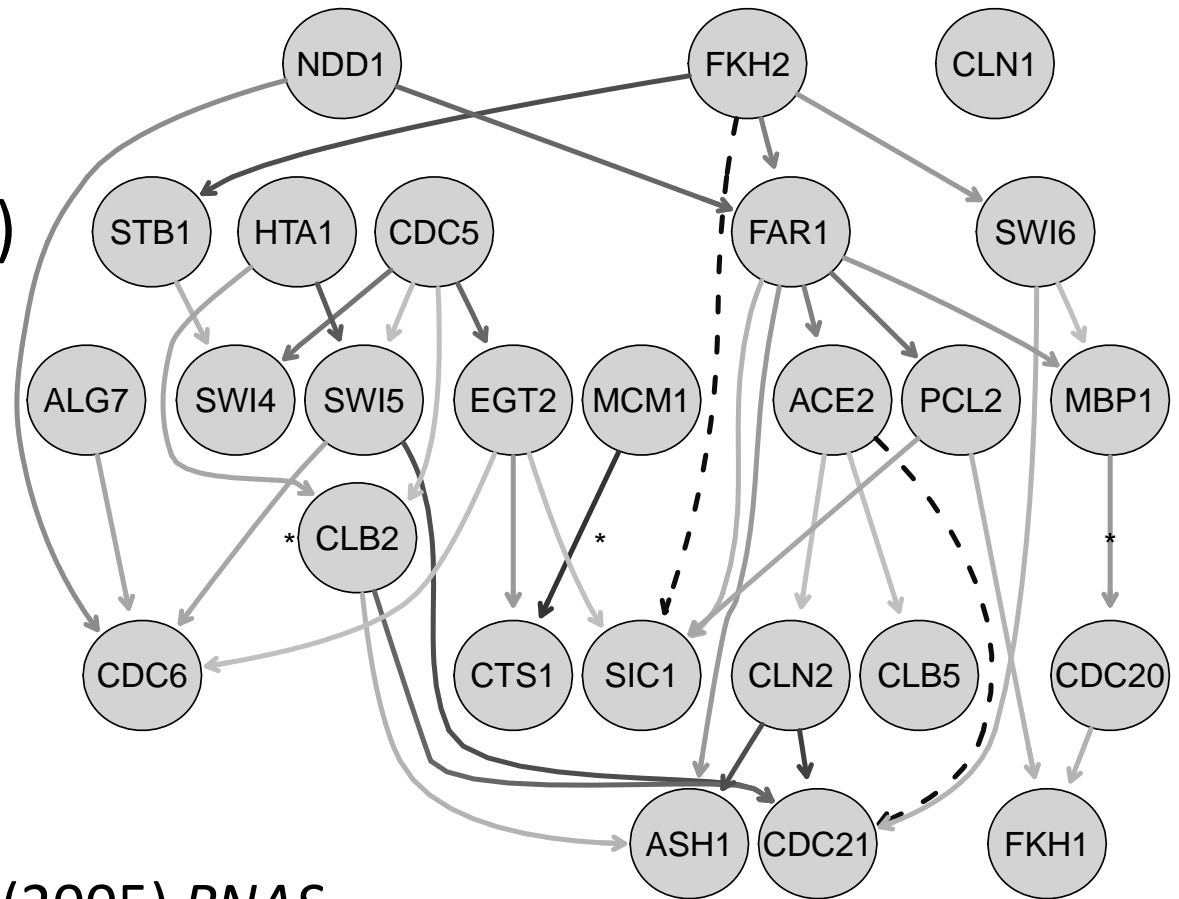 NDD1 FKH2 CLN1
)
STB1 HTA1 CDC5 FAR1 SWI6
ALG7 SWI4 SWI5 EGT2 MCM1 ACE2 PCL2 MBP1
* CLB2 * *
CDC6 CTS1 SIC1 CLN2 CLB5 CDC20
ASH1 CDC21 FKH1
(2005) PNAS